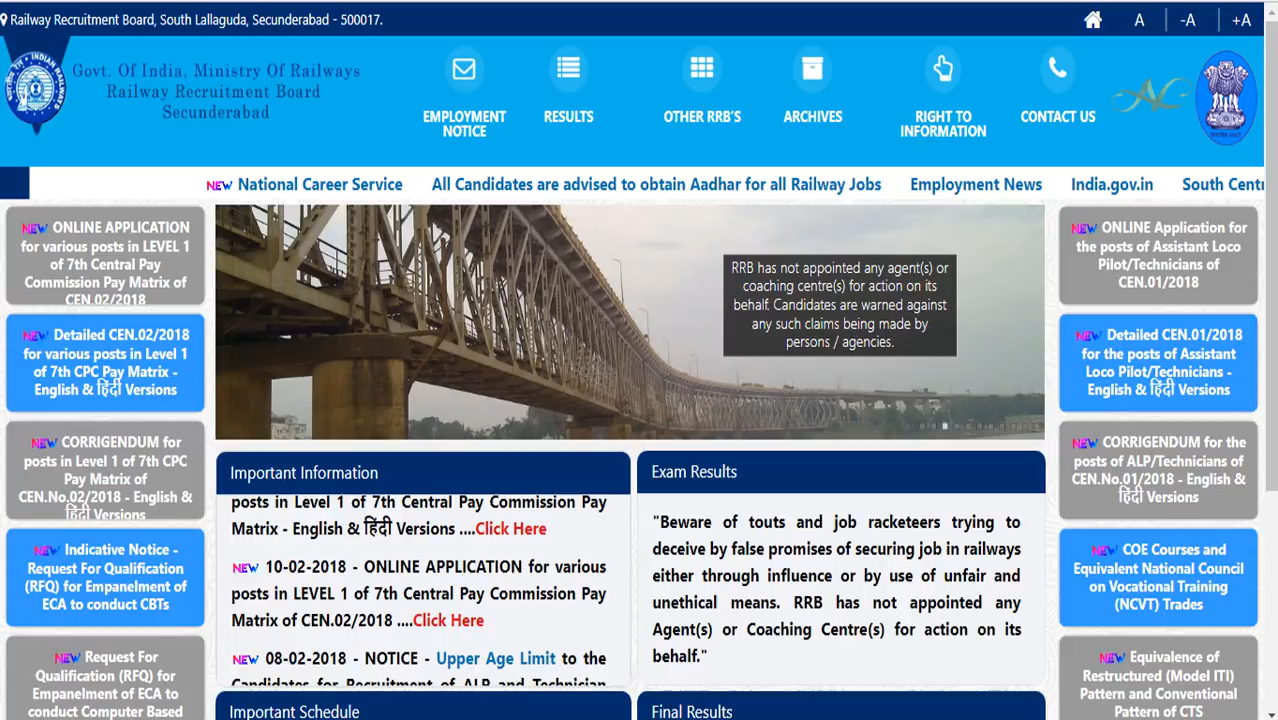 Railway Recruitment Board, South Lallaguda, Secunderabad - 500017.
A
-A
+A
Govt. Of India, Ministry Of Railways
Railway Recruitment Board
Secunderabad
EMPLOYMENT
NOTICE
RESULTS
OTHER RRB'S
ARCHIVES
RIGHT TO
INFORMATION
CONTACT US
NEW National Career Service
All Candidates are advised to obtain Aadhar for all Railway Jobs
Employment News
India.gov.in
South Centr
NEW ONLINE APPLICATION
for various posts in LEVEL 1
of 7th Central Pay
Commission Pay Matrix of
CEN.02/2018
NEW Detailed CEN.02/2018
for various posts in Level 1
of 7th CPC Pay Matrix -
English & हिंदी Versions
NEW CORRIGENDUM for
posts in Level 1 of 7th CPC
Pay Matrix of
CEN.No.02/2018 - English &
हिंदी Versions
NEW Indicative Notice -
Request For Qualification
(RFQ) for Empanelment of
ECA to conduct CBTs
NEW Request For
Qualification (RFQ) for
Empanelment of ECA to
conduct Computer Based
RRB has not appointed any agent(s) or
coaching centre(s) for action on its
behalf. Candidates are warned against
any such claims being made by
persons / agencies.
Important Information
posts in Level 1 of 7th Central Pay Commission Pay
Matrix - English & हिंदी Versions ....Click Here
NEW 10-02-2018 - ONLINE APPLICATION for various
posts in LEVEL 1 of 7th Central Pay Commission Pay
Matrix of CEN.02/2018 ....Click Here
NEW 08-02-2018 - NOTICE - Upper Age Limit to the
Candidates for Recruitment of ALP and Technician
Important Schedule
Exam Results
"Beware of touts and job racketeers trying to
deceive by false promises of securing job in railways
either through influence or by use of unfair and
unethical means. RRB has not appointed any
Agent(s) or Coaching Centre(s) for action on its
behalf."
Final Results
NEW ONLINE Application for
the posts of Assistant Loco
Pilot/Technicians of
CEN.01/2018
NEW Detailed CEN.01/2018
for the posts of Assistant
Loco Pilot/Technicians -
English & हिंदी Versions
NEW CORRIGENDUM for the
posts of ALP/Technicians of
CEN.No.01/2018 - English &
हिंदी Versions
NEW COE Courses and
Equivalent National Council
on Vocational Training
(NCVT) Trades
NEW Equivalence of
Restructured (Model ITI)
Pattern and Conventional
Pattern of CTS